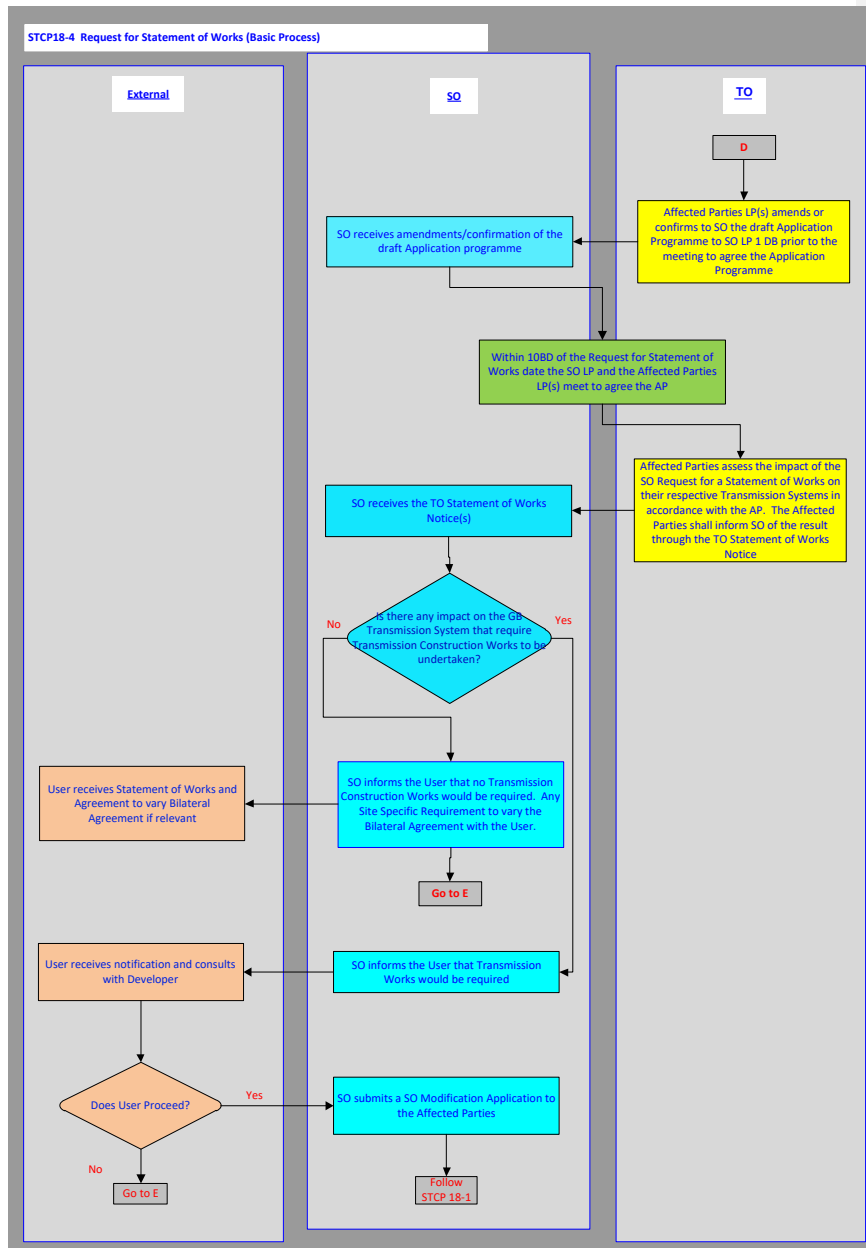 STCP18-4 Request for Statement of Works (Basic Process)
External
SO
TO
D
Affected Parties LP(s) amends or
confirms to SO the draft Application
Programme to SO LP 1 DB prior to the
meeting to agree the Application
Programme
SO receives amendments/confirmation of the
draft Application programme
Within 10BD of the Request for Statement of
Works date the SO LP and the Affected Parties
LP(s) meet to agree the AP
Affected Parties assess the impact of the
SO Request for a Statement of Works on
their respective Transmission Systems in
accordance with the AP. The Affected
Parties shall inform SO of the result
through the TO Statement of Works
Notice
SO receives the TO Statement of Works
Notice(s)
Is there any impact on the GB
Transmission System that require
Transmission Construction Works to be
undertaken?
No
Yes
SO informs the User that no Transmission
Construction Works would be required. Any
Site Specific Requirement to vary the
Bilateral Agreement with the User.
User receives Statement of Works and
Agreement to vary Bilateral
Agreement if relevant
Go to E
SO informs the User that Transmission
Works would be required
User receives notification and consults
with Developer
Does User Proceed?
Yes
No
SO submits a SO Modification Application to
the Affected Parties
Go to E
Follow
STCP 18-1